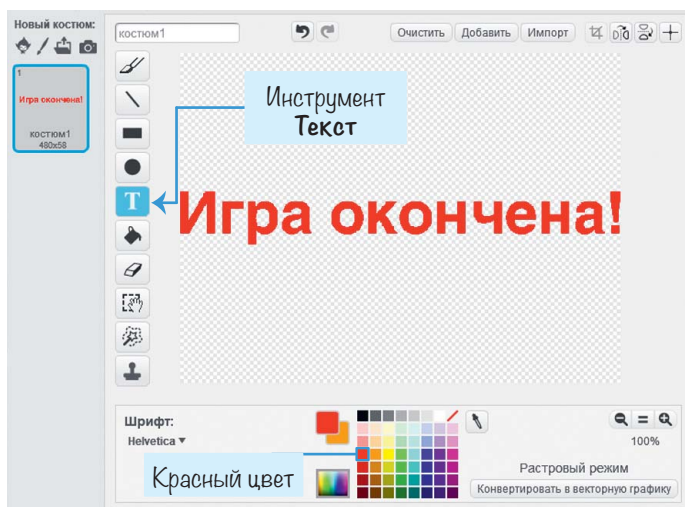 Новый костюм:
1
Игра окончена!
костюм1
480x58
костюм1
Очистить
Добавить
Импорт
Инструмент
Текст
T
Игра окончена!
Шрифт:
Helvetica
Красный цвет
100%
Растровый режим
Конвертировать в векторную графику